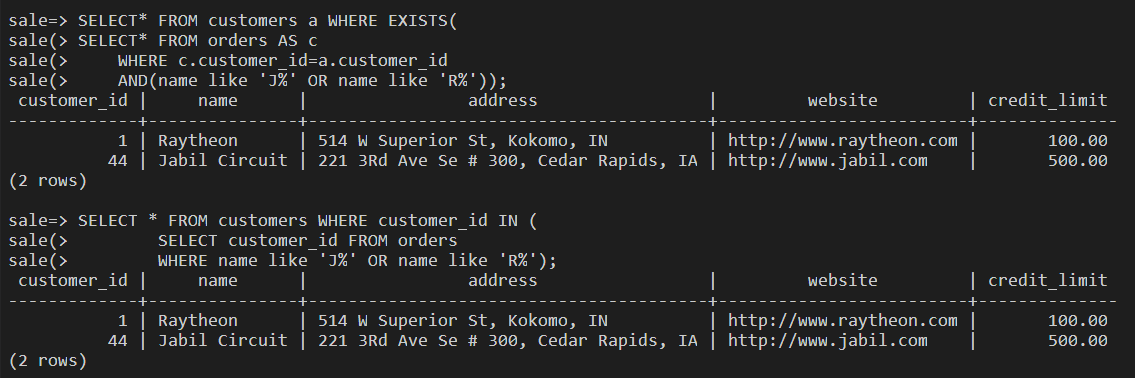 sale=> SELECT* FROM customers a WHERE EXISTS(
sale(> SELECT* FROM orders AS c
sale(>     WHERE c.customer_id=a.customer_id
sale(>     AND(name like 'J%' OR name like 'R%'));
 customer_id |     name      |                address                 |         website         | credit_limit
-------------+---------------+----------------------------------------+-------------------------+--------------
           1 | Raytheon      | 514 W Superior St, Kokomo, IN          | http://www.raytheon.com |       100.00
          44 | Jabil Circuit | 221 3Rd Ave Se # 300, Cedar Rapids, IA | http://www.jabil.com    |       500.00
(2 rows)

sale=> SELECT * FROM customers WHERE customer_id IN (
sale(>         SELECT customer_id FROM orders
sale(>         WHERE name like 'J%' OR name like 'R%');
 customer_id |     name      |                address                 |         website         | credit_limit
-------------+---------------+----------------------------------------+-------------------------+--------------
           1 | Raytheon      | 514 W Superior St, Kokomo, IN          | http://www.raytheon.com |       100.00
          44 | Jabil Circuit | 221 3Rd Ave Se # 300, Cedar Rapids, IA | http://www.jabil.com    |       500.00
(2 rows)